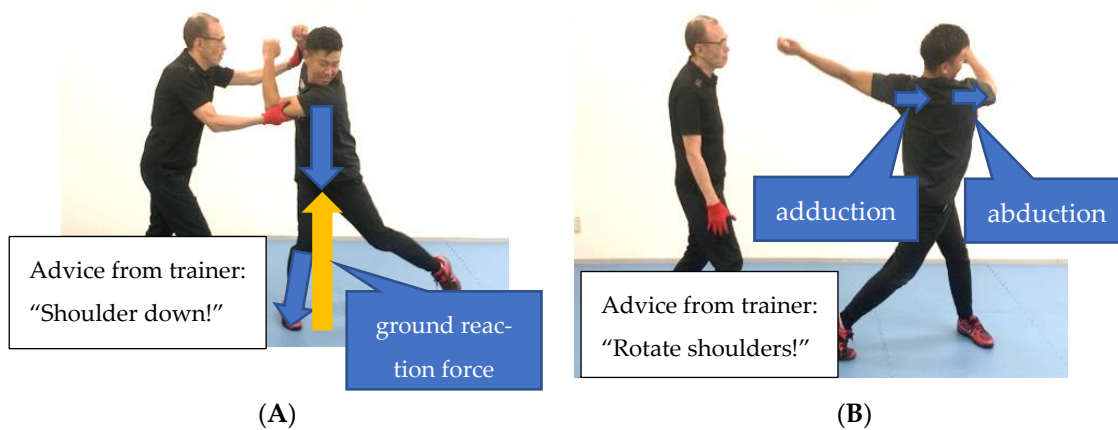 Advice from trainer:
“Shoulder down!”
ground reac-
tion force
(A)
adduction
abduction
Advice from trainer:
“Rotate shoulders!”
(B)